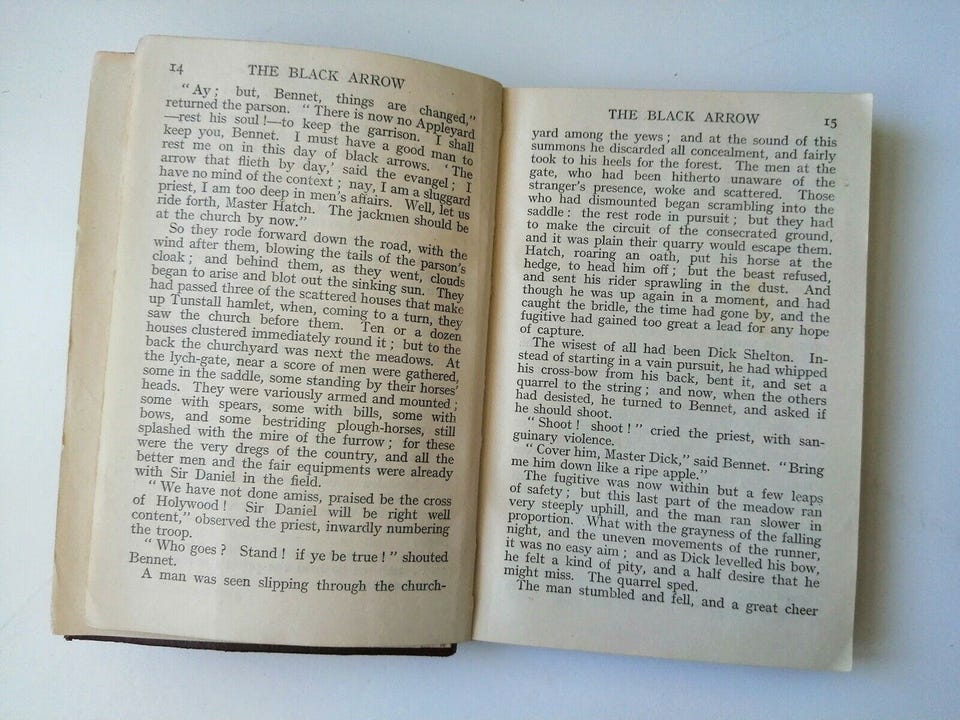 14
THE BLACK ARROW
“Ay ; but, Bennet, things are changed,”
returned the parson. “There is now no Appleyard
—rest his soul !—to keep the garrison. I shall
keep you, Bennet. I must have a good man to
rest me on in this day of black arrows. ‘The
arrow that flieth by day,’ said the evangel ; I
have no mind of the context ; nay, I am a sluggard
priest, I am too deep in men’s affairs. Well, let us
ride forth, Master Hatch. The jackmen should be
at the church by now.”
So they rode forward down the road, with the
wind after them, blowing the tails of the parson’s
cloak ; and behind them, as they went, clouds
began to arise and blot out the sinking sun. They
had passed three of the scattered houses that make
up Tunstall hamlet, when, coming to a turn, they
saw the church before them. Ten or a dozen
houses clustered immediately round it ; but to the
back the churchyard was next the meadows. At
the lych-gate, near a score of men were gathered,
some in the saddle, some standing by their horses’
heads. They were variously armed and mounted ;
some with spears, some with bills, some with
bows, and some bestriding plough-horses, still
splashed with the mire of the furrow ; for these
were the very dregs of the country, and all the
better men and the fair equipments were already
with Sir Daniel in the field.
“We have not done amiss, praised be the cross
of Holywood ! Sir Daniel will be right well
content,” observed the priest, inwardly numbering
the troop.
“Who goes ? Stand ! if ye be true !” shouted
Bennet.
A man was seen slipping through the church-
THE BLACK ARROW
15
yard among the yews ; and at the sound of this
summons he discarded all concealment, and fairly
took to his heels for the forest. The men at the
gate, who had been hitherto unaware of the
stranger’s presence, woke and scattered. Those
who had dismounted began scrambling into the
saddle : the rest rode in pursuit ; but they had
to make the circuit of the consecrated ground,
and it was plain their quarry would escape them.
Hatch, roaring an oath, put his horse at the
hedge, to head him off ; but the beast refused,
and sent his rider sprawling in the dust. And
though he was up again in a moment, and had
caught the bridle, the time had gone by, and the
fugitive had gained too great a lead for any hope
of capture.
The wisest of all had been Dick Shelton. In-
stead of starting in a vain pursuit, he had whipped
his cross-bow from his back, bent it, and set a
quarrel to the string ; and now, when the others
had desisted, he turned to Bennet, and asked if
he should shoot.
“Shoot ! shoot !” cried the priest, with san-
guinary violence.
“Cover him, Master Dick,” said Bennet. “Bring
me him down like a ripe apple.”
The fugitive was now within but a few leaps
of safety ; but this last part of the meadow ran
very steeply uphill, and the man ran slower in
proportion. What with the grayness of the falling
night, and the uneven movements of the runner,
it was no easy aim ; and as Dick levelled his bow,
he felt a kind of pity, and a half desire that he
might miss. The quarrel sped.
The man stumbled and fell, and a great cheer